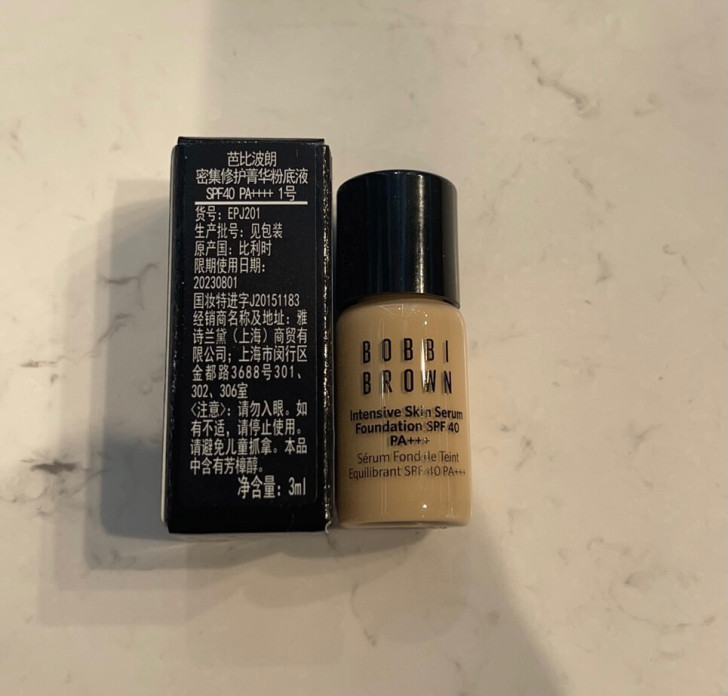 芭比波朗
密集修护菁华粉底液
SPF40 PA++++ 1号
货号：EPJ201
生产批号：见包装
原产国：比利时
限期使用日期：
20230801
国妆特进字J20151183
经销商名称及地址：雅
诗兰黛（上海）商贸有
限公司；上海市闵行区
金都路3688号301、
302、306室
〈注意〉：请勿入眼。如
有不适，请停止使用。
请避免儿童抓拿。本品
中含有芳樟醇。
净含量：3ml
BOBBI
BROWN
Intensive Skin Serum
Foundation SPF 40
PA+++
Sérum Fond de Teint
Equilibrant SPF 40 PA+++